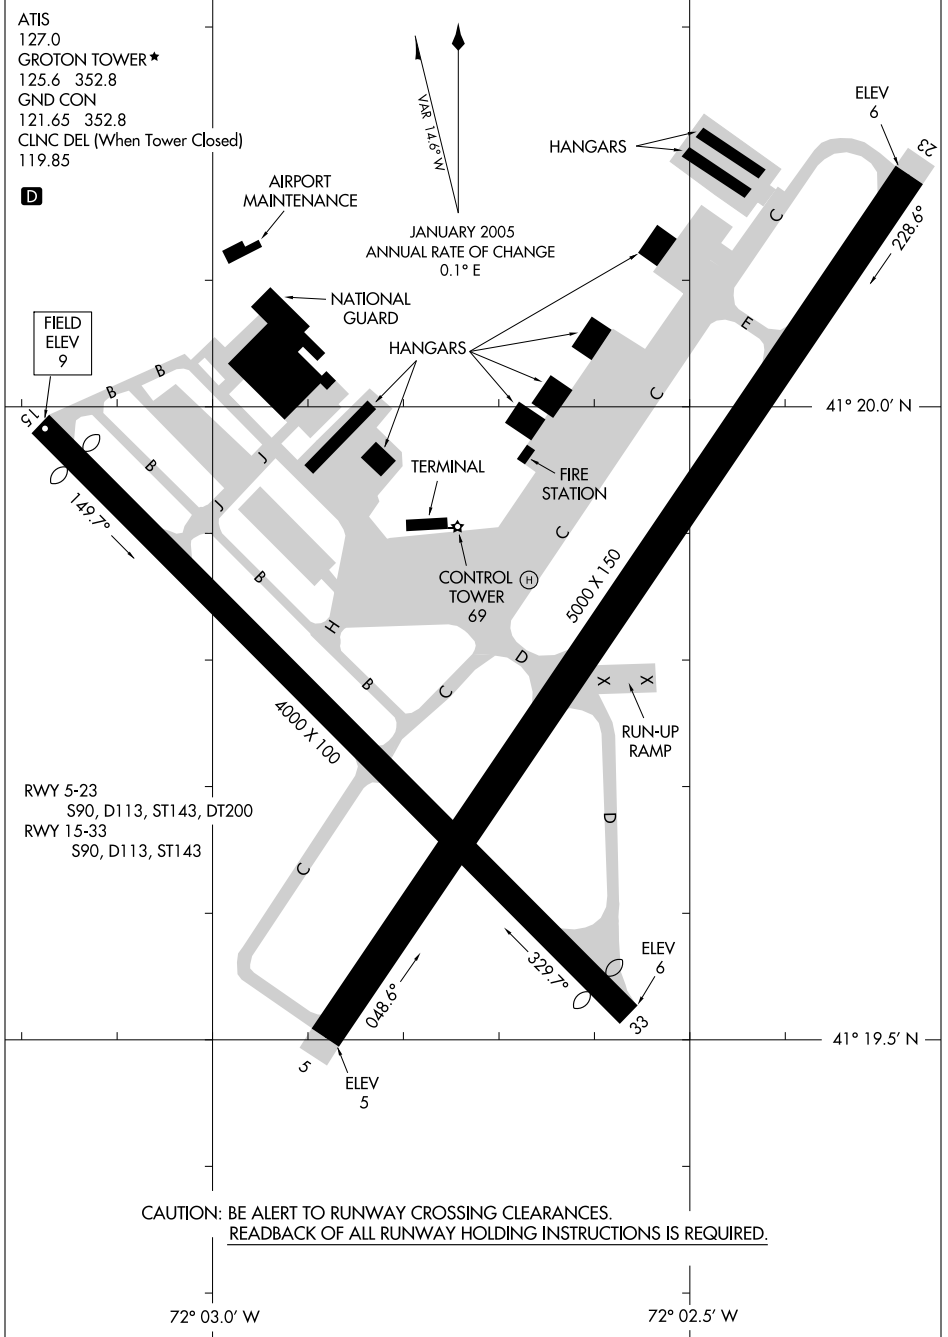 ATIS
127.0
GROTON TOWER★
125.6 352.8
GND CON
121.65 352.8
CLNC DEL (When Tower Closed)
119.85
D
VAR 14.6° W
JANUARY 2005
ANNUAL RATE OF CHANGE
0.1° E
HANGARS
ELEV
6
23
228.6°
C
E
AIRPORT
MAINTENANCE
NATIONAL
GUARD
HANGARS
FIELD
ELEV
9
15
149.7°
B
B
B
J
J
B
H
B
C
C
C
C
41° 20.0' N
TERMINAL
FIRE
STATION
CONTROL
TOWER
69
H
5000 X 150
D
X
X
RUN-UP
RAMP
D
4000 X 100
RWY 5-23
S90, D113, ST143, DT200
RWY 15-33
S90, D113, ST143
048.6°
329.7°
ELEV
6
33
41° 19.5' N
5
ELEV
5
CAUTION: BE ALERT TO RUNWAY CROSSING CLEARANCES.
READBACK OF ALL RUNWAY HOLDING INSTRUCTIONS IS REQUIRED.
72° 03.0' W
72° 02.5' W